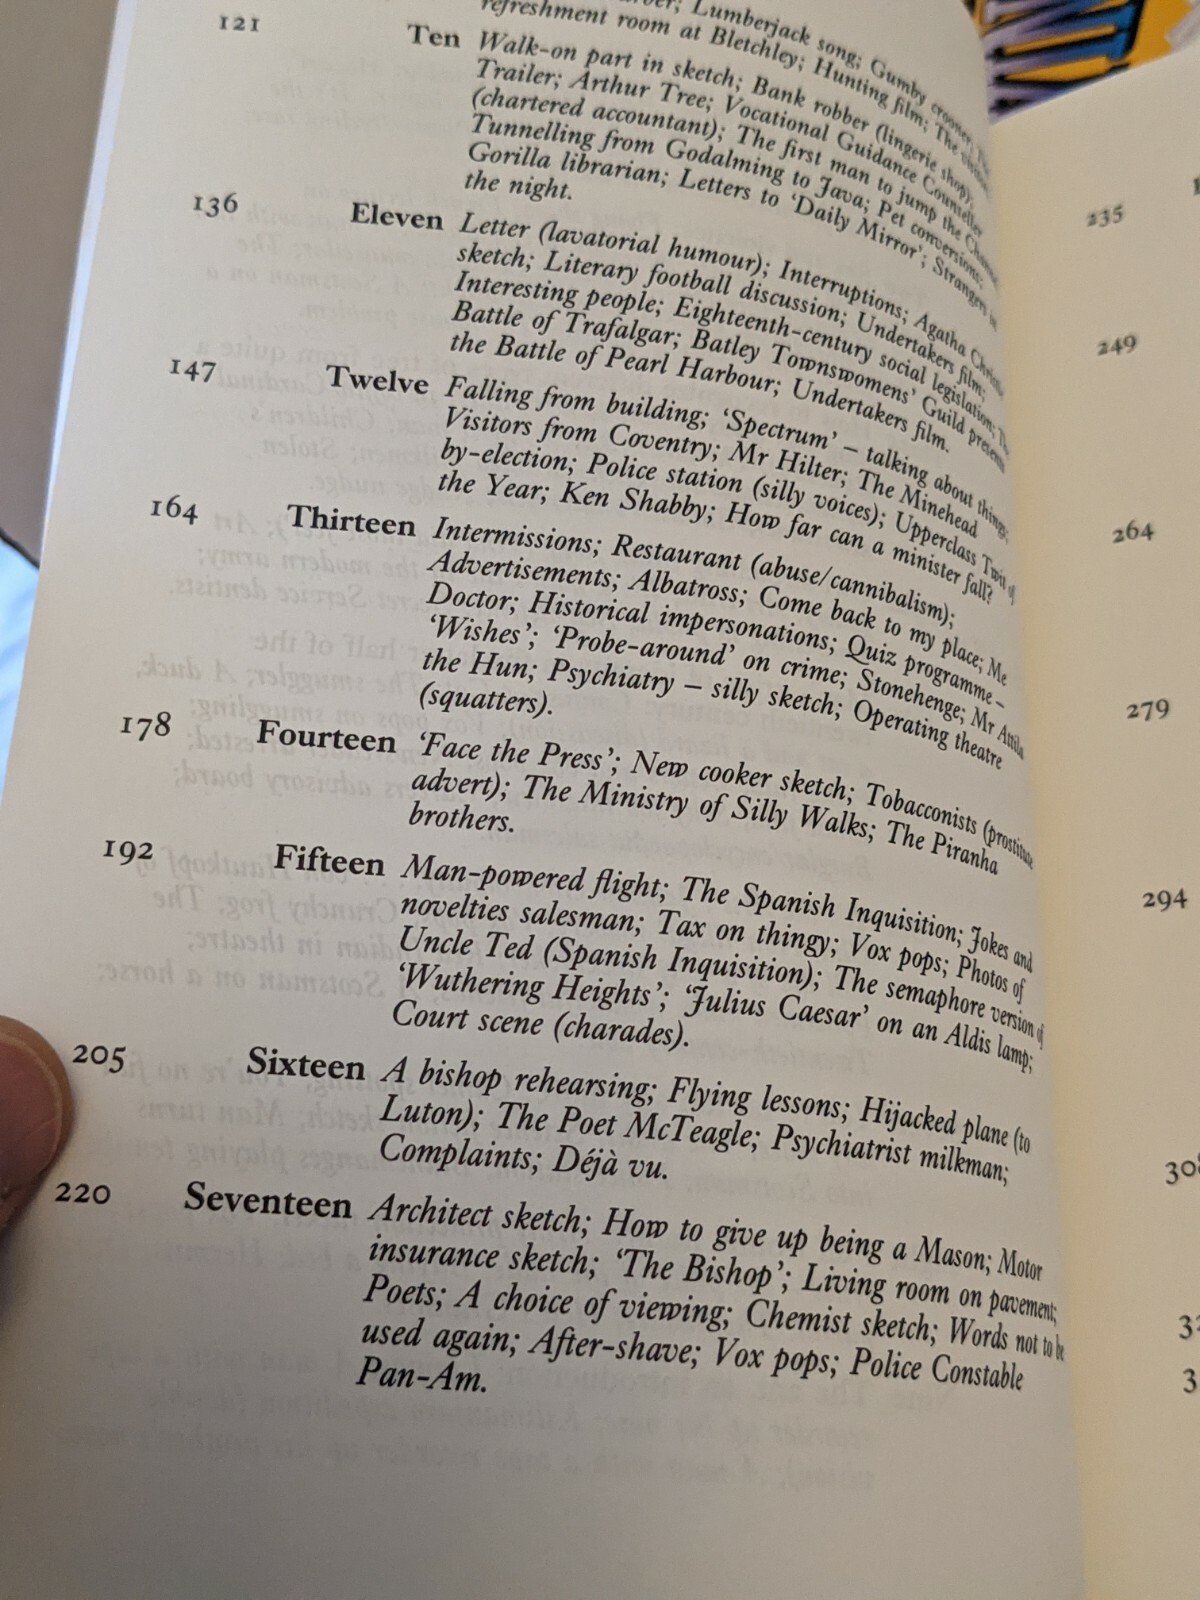 Lumberjack song; Gumby crooner;
refreshment room at Bletchley; Hunting film; The
121 Ten Walk-on part in sketch; Bank robber (lingerie shop);
Trailer; Arthur Tree; Vocational Guidance Counsellor
(chartered accountant); The first man to jump the Channel;
Tunnelling from Godalming to Java; Pet conversions;
Gorilla librarian; Letters to 'Daily Mirror'; Strangers in
the night.
136 Eleven Letter (lavatorial humour); Interruptions; Agatha Christie
sketch; Literary football discussion; Undertakers film;
Interesting people; Eighteenth-century social legislation; The
Battle of Trafalgar; Batley Townswomens' Guild presents
the Battle of Pearl Harbour; Undertakers film.
147 Twelve Falling from building; 'Spectrum' – talking about things;
Visitors from Coventry; Mr Hilter; The Minehead
by-election; Police station (silly voices); Upperclass Twit of
the Year; Ken Shabby; How far can a minister fall?
164 Thirteen Intermissions; Restaurant (abuse/cannibalism);
Advertisements; Albatross; Come back to my place; Me
Doctor; Historical impersonations; Quiz programme –
'Wishes'; 'Probe-around' on crime; Stonehenge; Mr Attila
the Hun; Psychiatry – silly sketch; Operating theatre
(squatters).
178 Fourteen 'Face the Press'; New cooker sketch; Tobacconists (prostitute
advert); The Ministry of Silly Walks; The Piranha
brothers.
192 Fifteen Man-powered flight; The Spanish Inquisition; Jokes and
novelties salesman; Tax on thingy; Vox pops; Photos of
Uncle Ted (Spanish Inquisition); The semaphore version of
'Wuthering Heights'; 'Julius Caesar' on an Aldis lamp;
Court scene (charades).
205 Sixteen A bishop rehearsing; Flying lessons; Hijacked plane (to
Luton); The Poet McTeagle; Psychiatrist milkman;
Complaints; Déjà vu.
220 Seventeen Architect sketch; How to give up being a Mason; Motor
insurance sketch; 'The Bishop'; Living room on pavement;
Poets; A choice of viewing; Chemist sketch; Words not to be
used again; After-shave; Vox pops; Police Constable
Pan-Am.
235
249
264
279
294